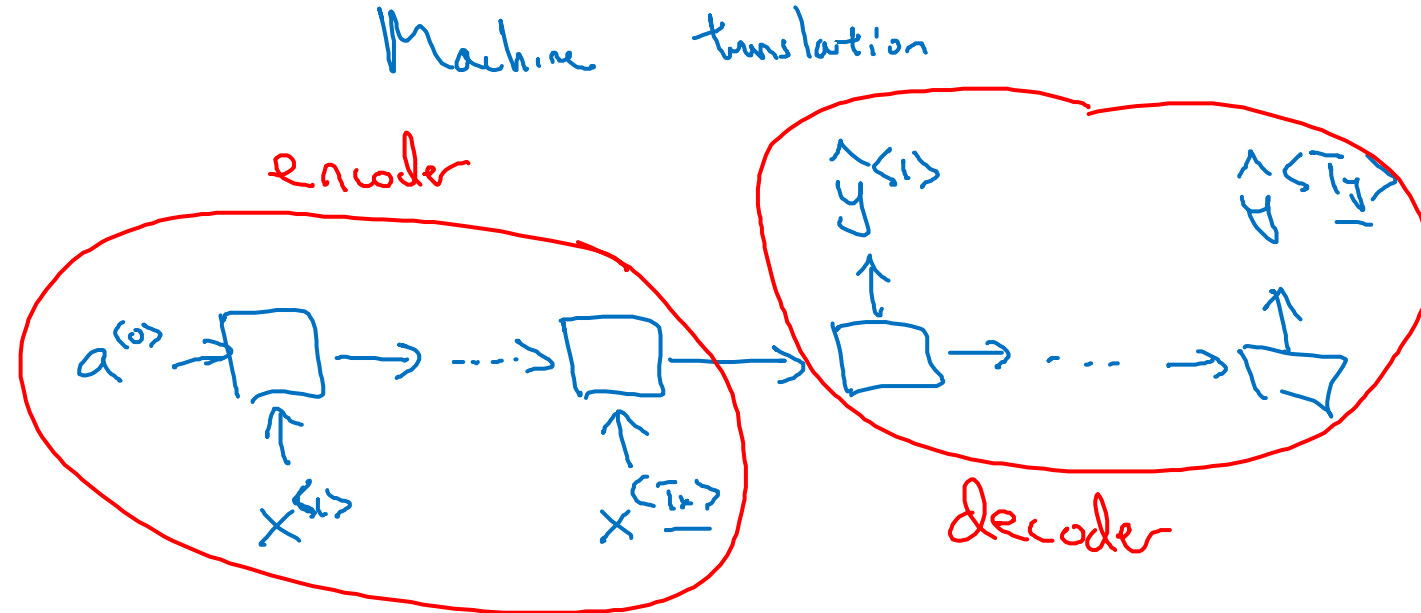 Machine translation
encoder
ŷ<1> ŷ<Ty>
a<0>
x<1> x<Tx>
decoder